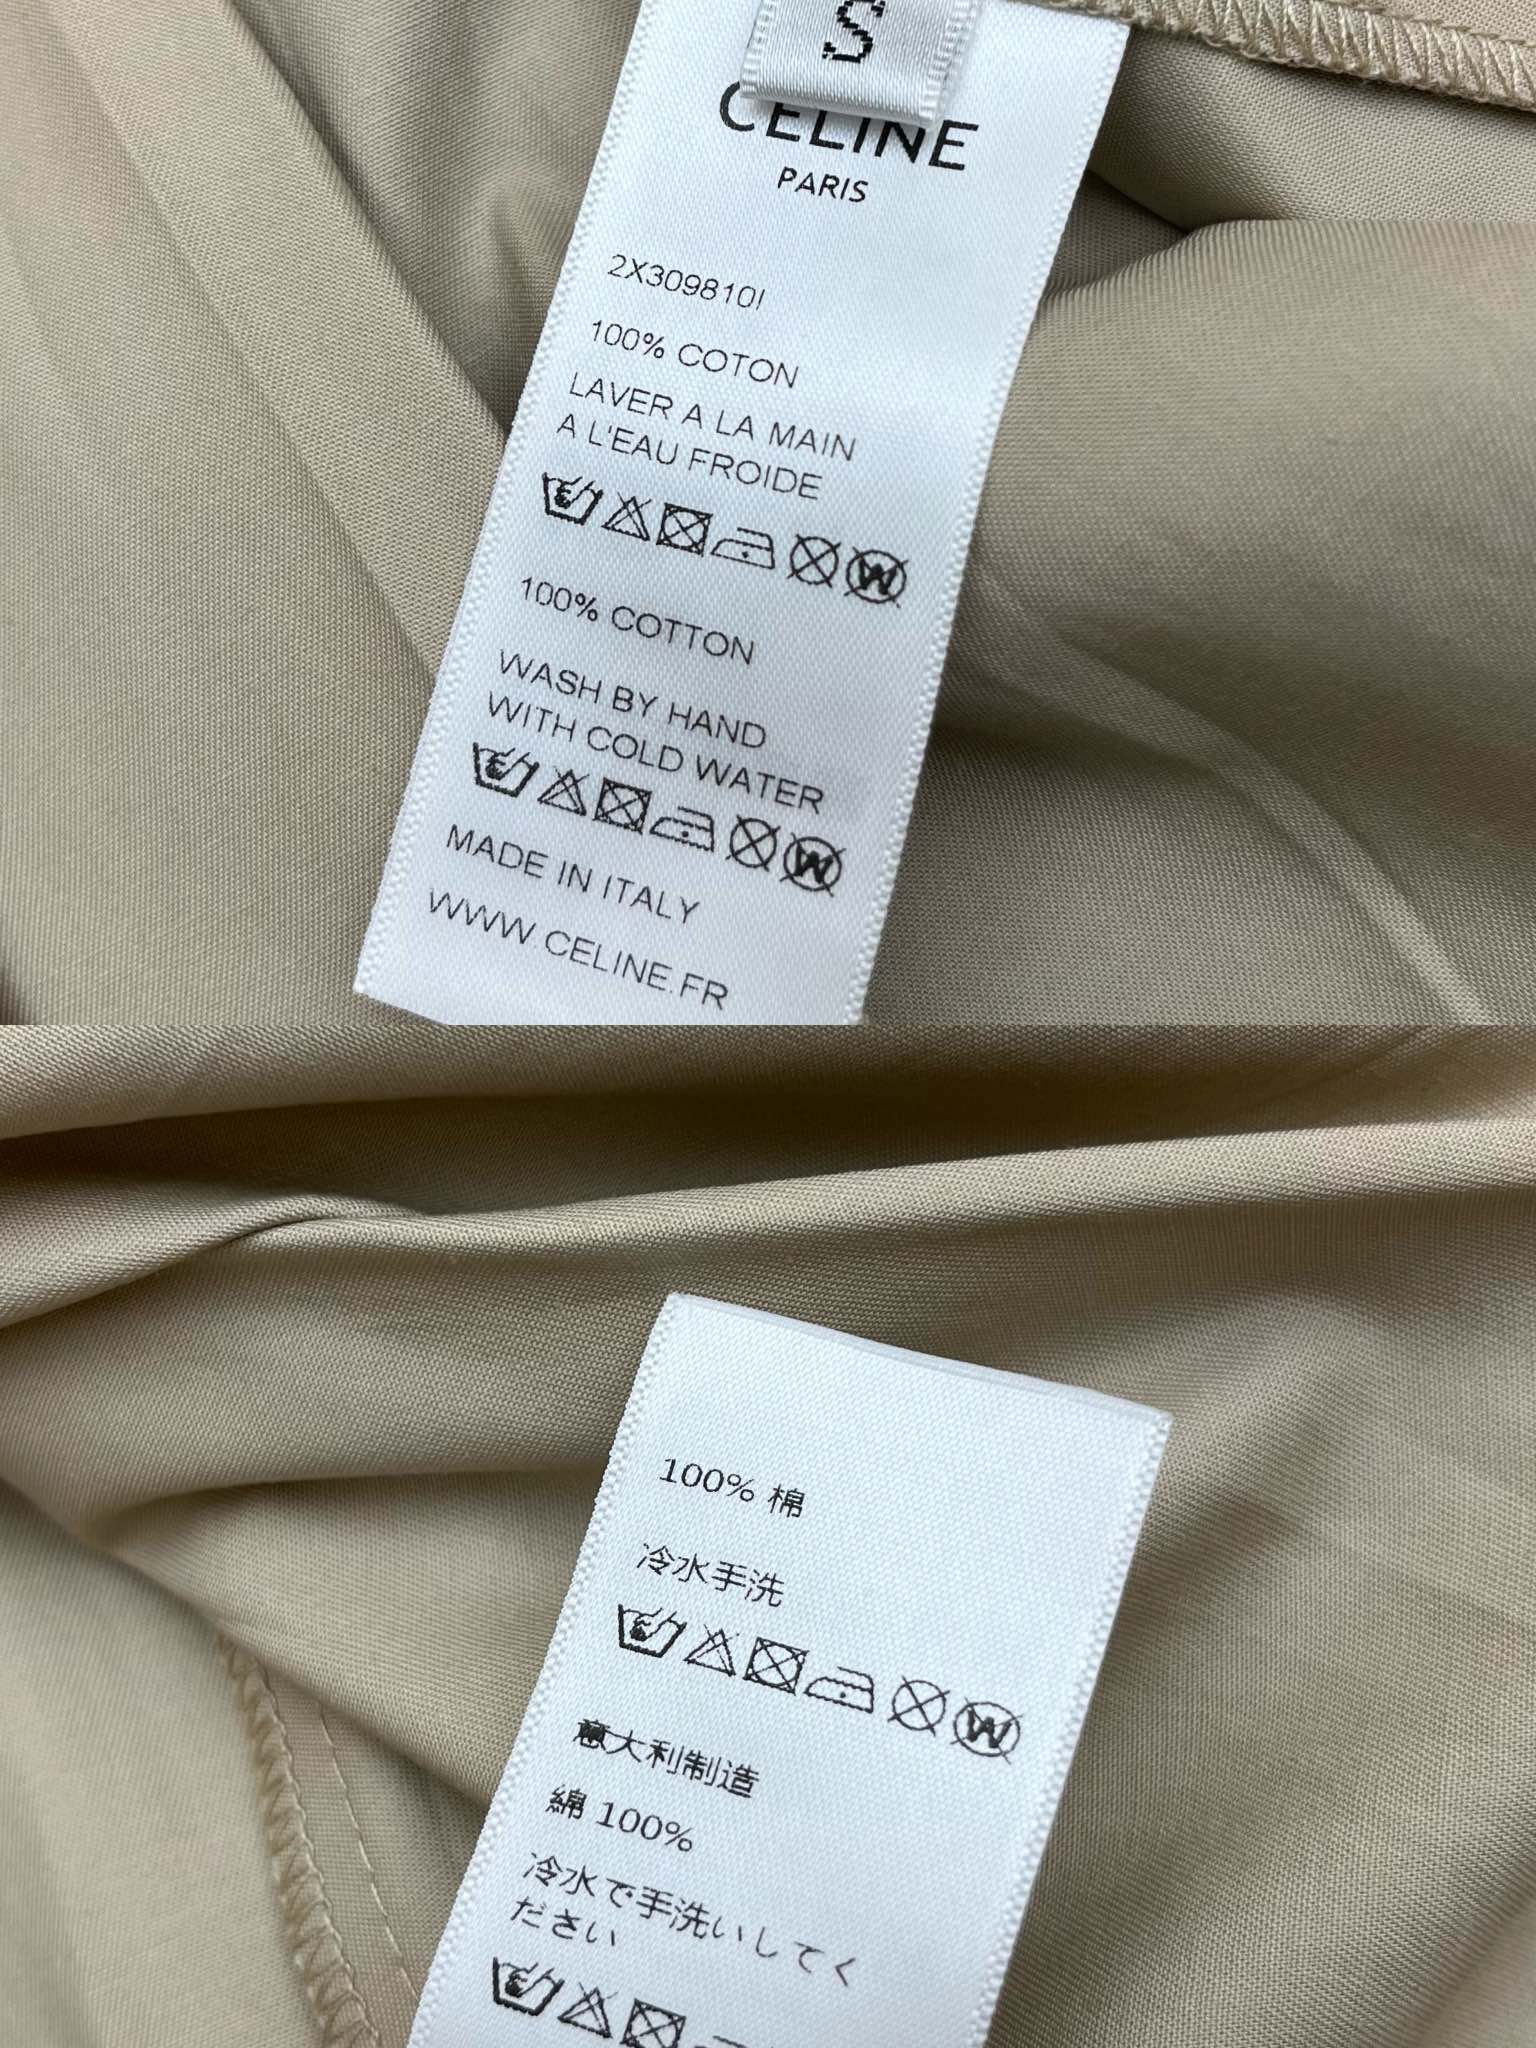 S
CELINE
PARIS
2X309810I
100% COTON
LAVER A LA MAIN
A L'EAU FROIDE
W
100% COTTON
WASH BY HAND
WITH COLD WATER
W
MADE IN ITALY
WWW.CELINE.FR
100% 棉
冷水手洗
W
意大利制造
綿 100%
冷水で手洗いしてく
ださい